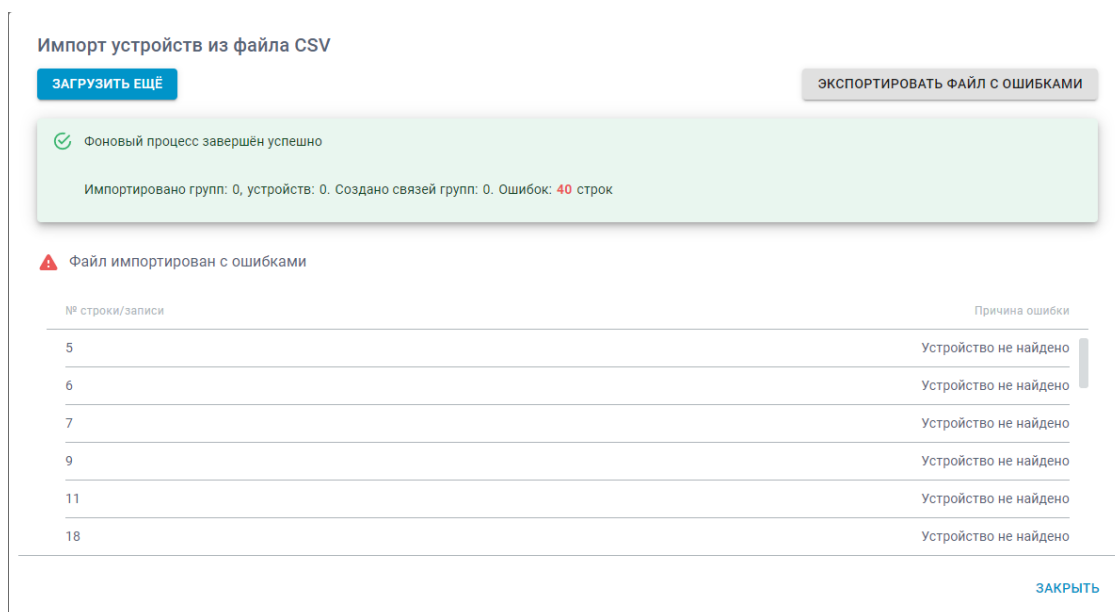 Импорт устройств из файла CSV
ЗАГРУЗИТЬ ЕЩЁ
ЭКСПОРТИРОВАТЬ ФАЙЛ С ОШИБКАМИ
Фоновый процесс завершён успешно
Импортировано групп: 0, устройств: 0. Создано связей групп: 0. Ошибок: 40 строк
Файл импортирован с ошибками
№ строки/записи Причина ошибки
5 Устройство не найдено
6 Устройство не найдено
7 Устройство не найдено
9 Устройство не найдено
11 Устройство не найдено
18 Устройство не найдено
ЗАКРЫТЬ